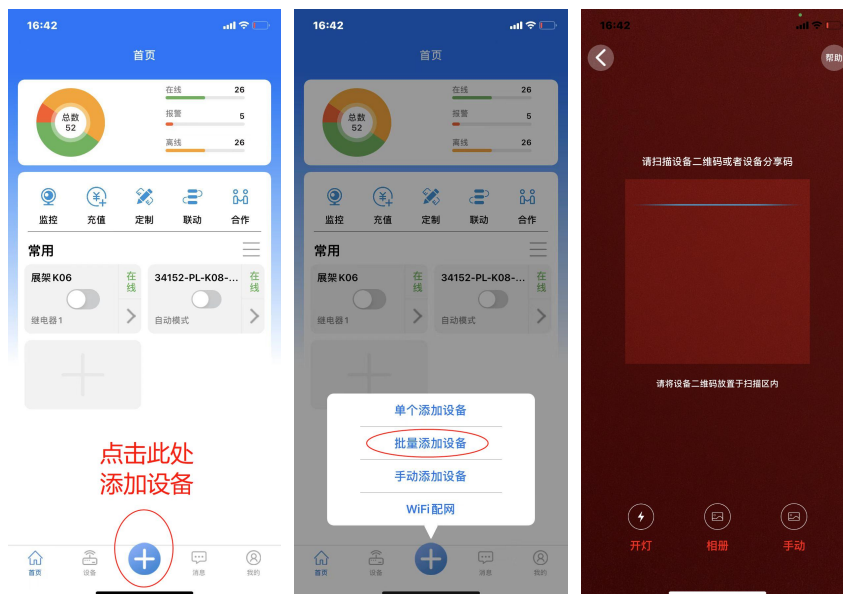 16:42
首页
总数
52
在线 26
报警 5
离线 26
监控 充值 定制 联动 合作
常用
展架K06
在线
继电器1
34152-PL-K08-...
在线
自动模式
点击此处
添加设备
首页 设备 消息 我的
16:42
首页
总数
52
在线 26
报警 5
离线 26
监控 充值 定制 联动 合作
常用
展架K06
在线
继电器1
34152-PL-K08-...
在线
自动模式
单个添加设备
批量添加设备
手动添加设备
WiFi配网
首页 设备 消息 我的
16:42
帮助
请扫描设备二维码或者设备分享码
请将设备二维码放置于扫描区内
开灯 相册 手动